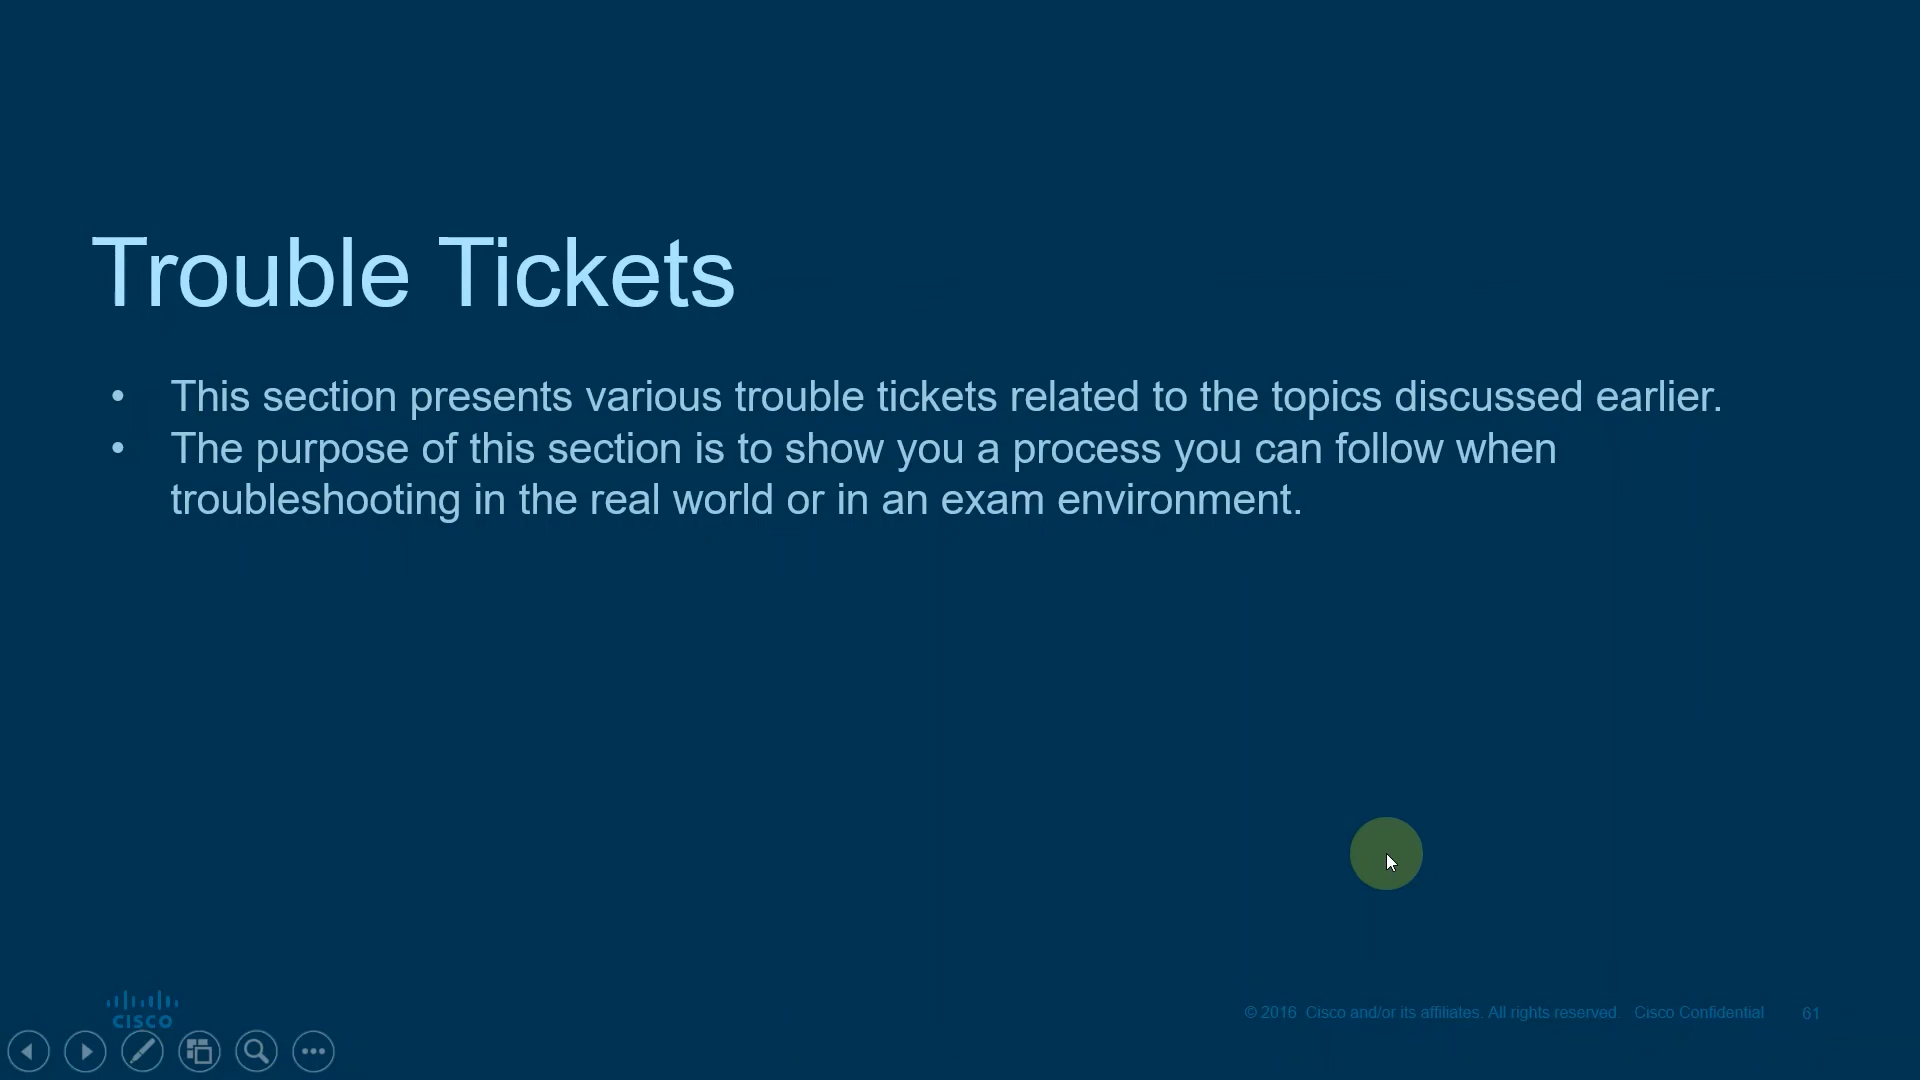 Trouble Tickets
• This section presents various trouble tickets related to the topics discussed earlier.
• The purpose of this section is to show you a process you can follow when
troubleshooting in the real world or in an exam environment.
CISCO
© 2016 Cisco and/or its affiliates. All rights reserved. Cisco Confidential 61